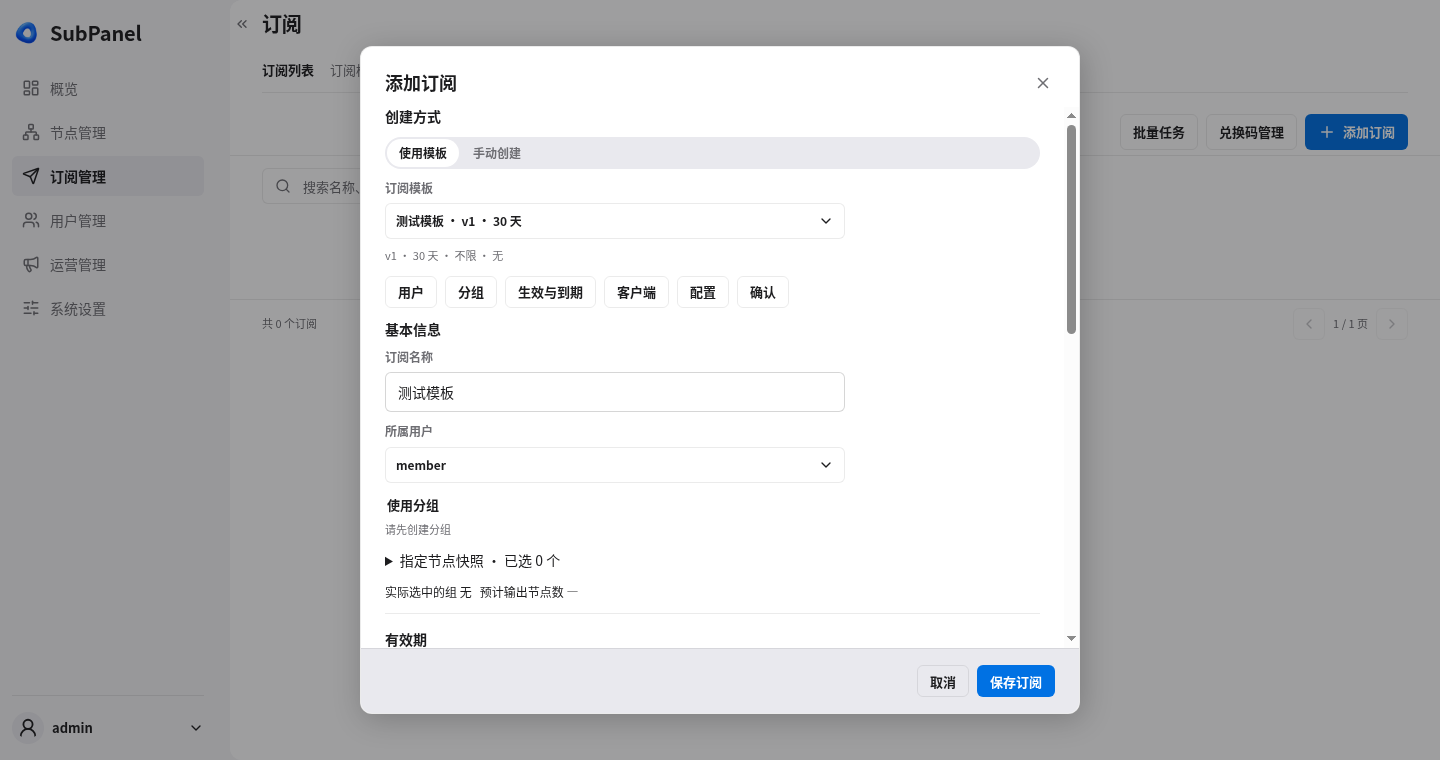 SubPanel
概览
节点管理
订阅管理
用户管理
运营管理
系统设置
admin
订阅
订阅列表 订阅
批量任务 兑换码管理 添加订阅
搜索名称、
共 0 个订阅
1 / 1 页
添加订阅
创建方式
使用模板 手动创建
订阅模板
测试模板 · v1 · 30 天
v1 · 30 天 · 不限 · 无
用户 分组 生效与到期 客户端 配置 确认
基本信息
订阅名称
测试模板
所属用户
member
使用分组
请先创建分组
指定节点快照 · 已选 0 个
实际选中的组 无 预计输出节点数 —
有效期
取消 保存订阅